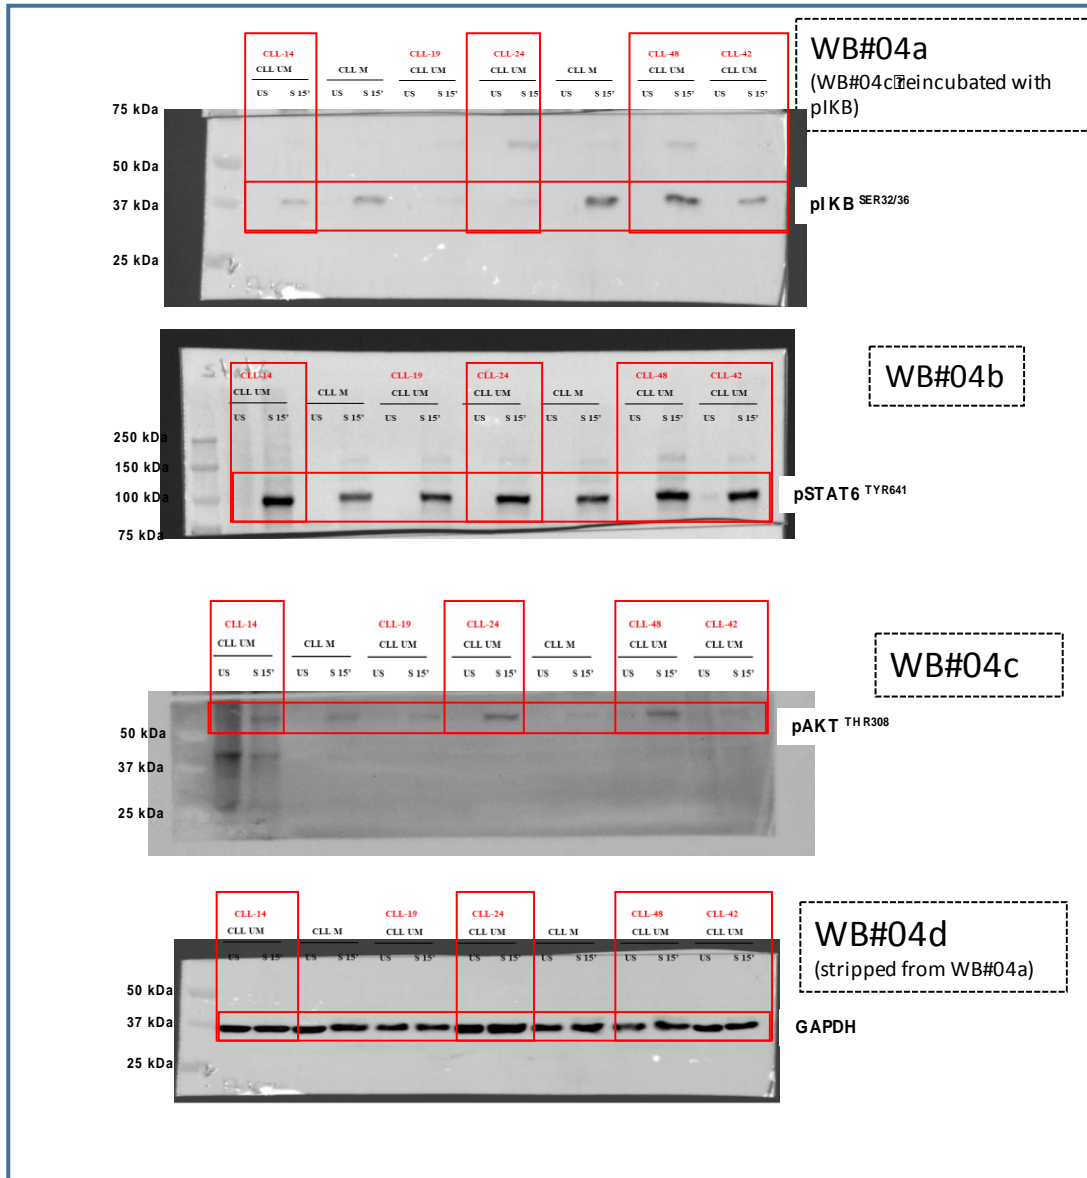 WB#04a
(WB#04c reincubated with
pIKB)
CLL-14 CLL-19 CLL-24 CLL-48 CLL-42
CLL UM CLL M CLL UM CLL UM CLL M CLL UM CLL UM
US S 15' US S 15' US S 15' US S 15' US S 15' US S 15' US S 15'
75 kDa
50 kDa
37 kDa
25 kDa
pIKB SER32/36
WB#04b
CLL-14 CLL-19 CLL-24 CLL-48 CLL-42
CLL UM CLL M CLL UM CLL UM CLL M CLL UM CLL UM
US S 15' US S 15' US S 15' US S 15' US S 15' US S 15' US S 15'
250 kDa
150 kDa
100 kDa
75 kDa
pSTAT6 TYR641
WB#04c
CLL-14 CLL-19 CLL-24 CLL-48 CLL-42
CLL UM CLL M CLL UM CLL UM CLL M CLL UM CLL UM
US S 15' US S 15' US S 15' US S 15' US S 15' US S 15' US S 15'
50 kDa
37 kDa
25 kDa
pAKT THR308
WB#04d
(stripped from WB#04a)
CLL-14 CLL-19 CLL-24 CLL-48 CLL-42
CLL UM CLL M CLL UM CLL UM CLL M CLL UM CLL UM
US S 15' US S 15' US S 15' US S 15' US S 15' US S 15' US S 15'
50 kDa
37 kDa
25 kDa
GAPDH